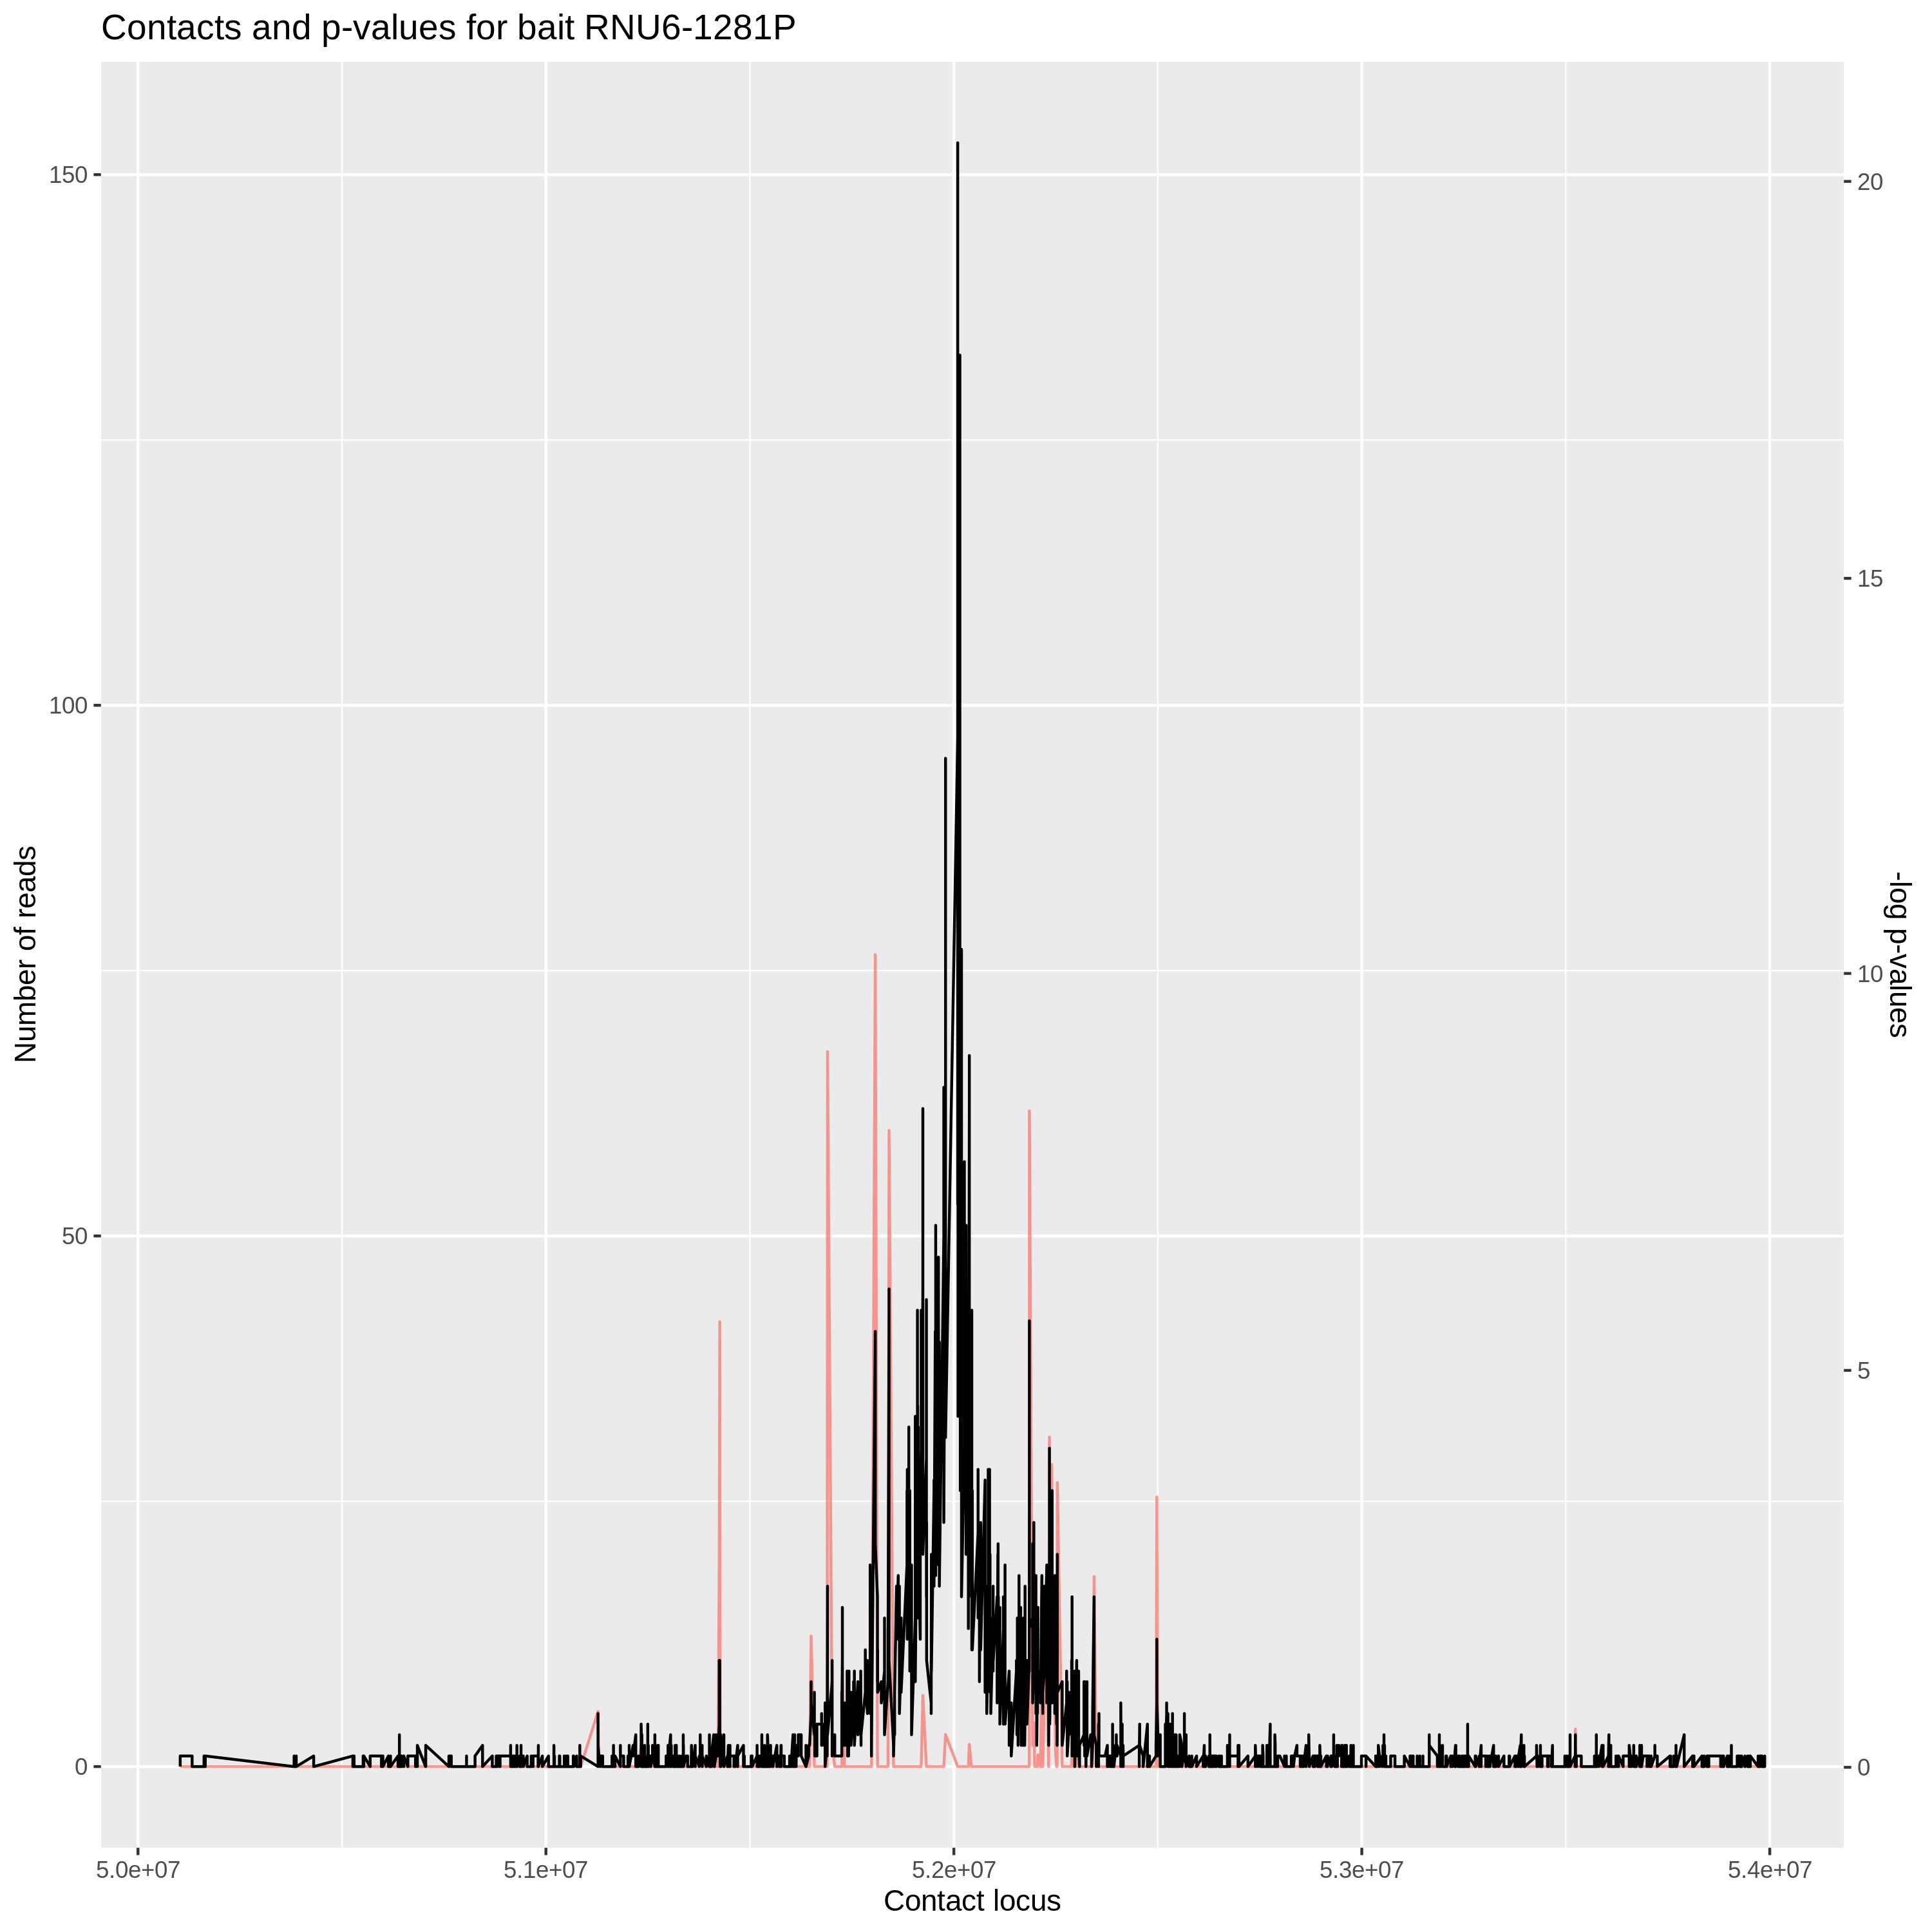 Contacts and p-values for bait RNU6-1281P
150
100
50
0
20
15
10
5
0
Number of reads
-log p-values
5.0e+07
5.1e+07
5.2e+07
5.3e+07
5.4e+07
Contact locus